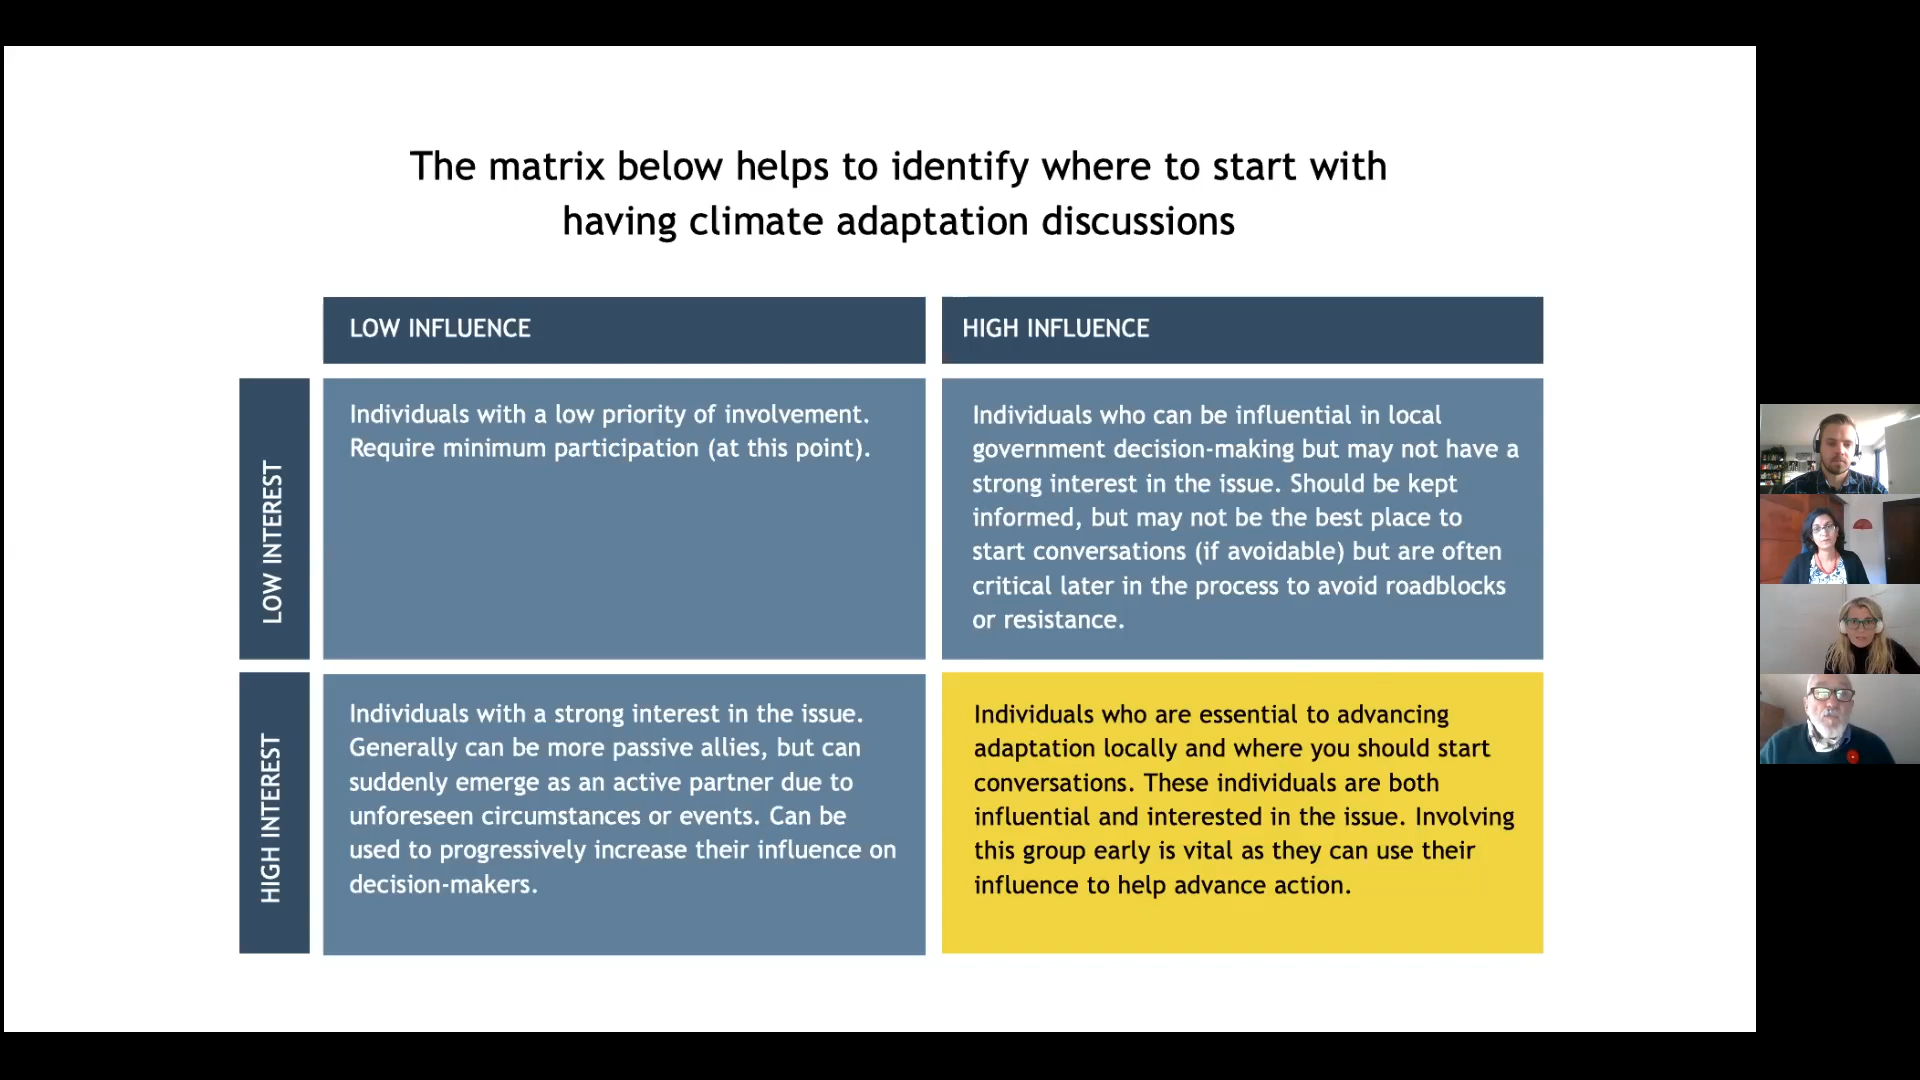 The matrix below helps to identify where to start with
having climate adaptation discussions
LOW INFLUENCE
HIGH INFLUENCE
LOW INTEREST
Individuals with a low priority of involvement.
Require minimum participation (at this point).
Individuals who can be influential in local
government decision-making but may not have a
strong interest in the issue. Should be kept
informed, but may not be the best place to
start conversations (if avoidable) but are often
critical later in the process to avoid roadblocks
or resistance.
HIGH INTEREST
Individuals with a strong interest in the issue.
Generally can be more passive allies, but can
suddenly emerge as an active partner due to
unforeseen circumstances or events. Can be
used to progressively increase their influence on
decision-makers.
Individuals who are essential to advancing
adaptation locally and where you should start
conversations. These individuals are both
influential and interested in the issue. Involving
this group early is vital as they can use their
influence to help advance action.